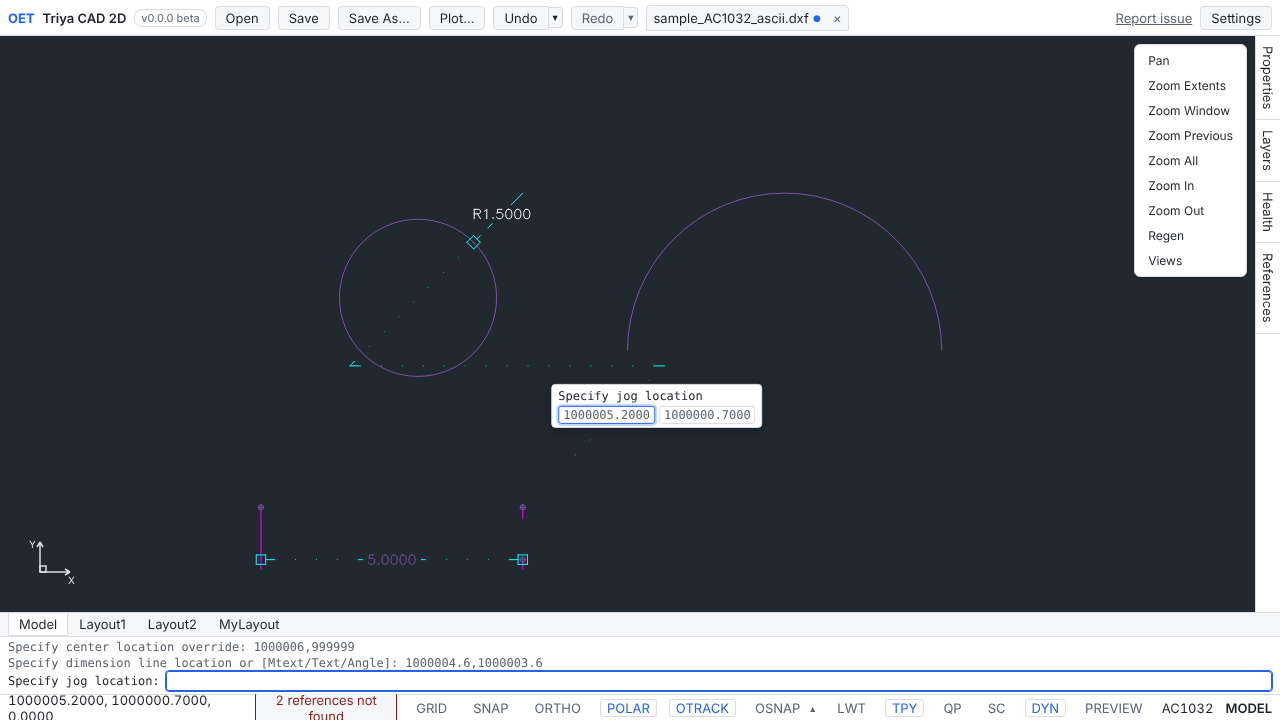 OET Triya CAD 2D v0.0.0 beta Open Save Save As... Plot... Undo ▾ Redo ▾ sample_AC1032_ascii.dxf ● × Report issue Settings
Pan
Zoom Extents
Zoom Window
Zoom Previous
Zoom All
Zoom In
Zoom Out
Regen
Views
Properties
Layers
Health
References
R1.5000
Specify jog location
1000005.2000 1000000.7000
5.0000
Y
X
Model Layout1 Layout2 MyLayout
Specify center location override: 1000006,999999
Specify dimension line location or [Mtext/Text/Angle]: 1000004.6,1000003.6
Specify jog location:
1000005.2000, 1000000.7000,
0.0000
2 references not
found
GRID SNAP ORTHO POLAR OTRACK OSNAP ▲ LWT TPY QP SC DYN PREVIEW AC1032 MODEL